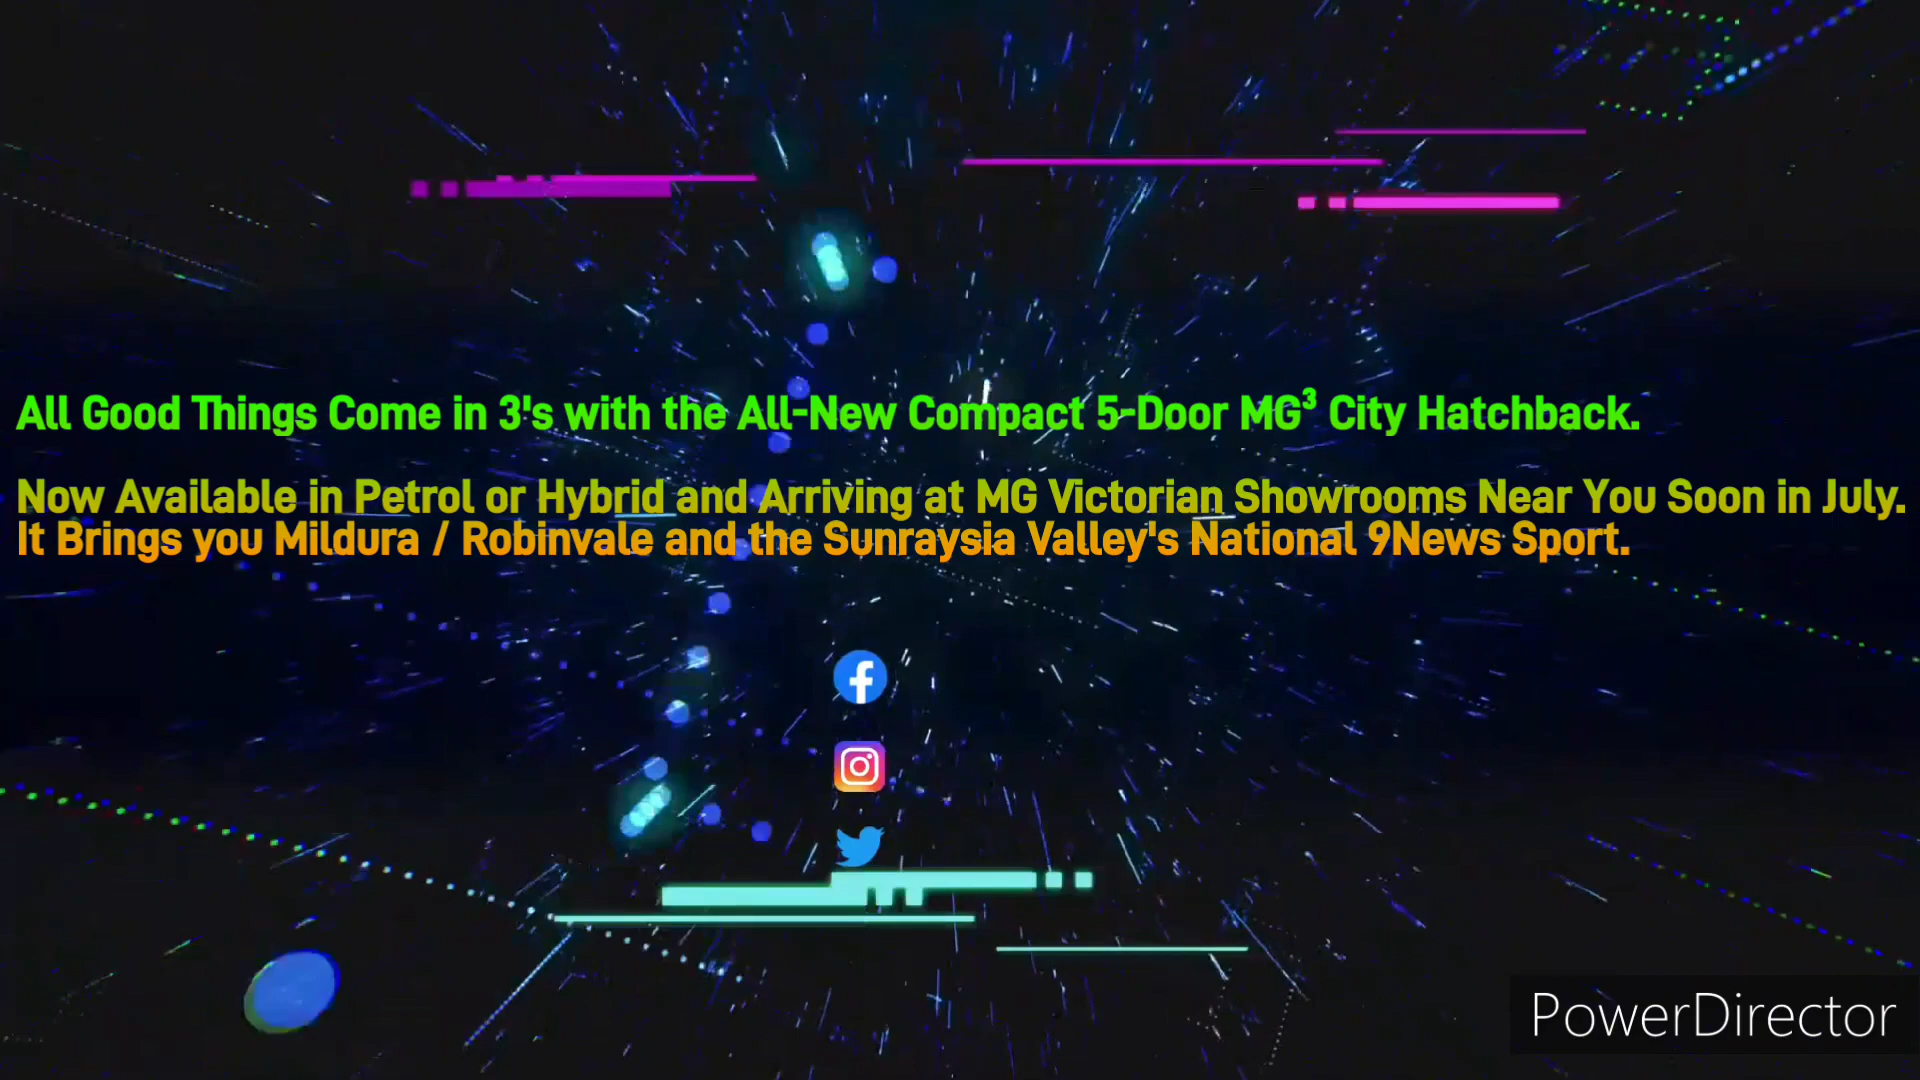 All Good Things Come in 3's with the All-New Compact 5-Door MG³ City Hatchback.
Now Available in Petrol or Hybrid and Arriving at MG Victorian Showrooms Near You Soon in July.
It Brings you Mildura / Robinvale and the Sunraysia Valley's National 9News Sport.
PowerDirector